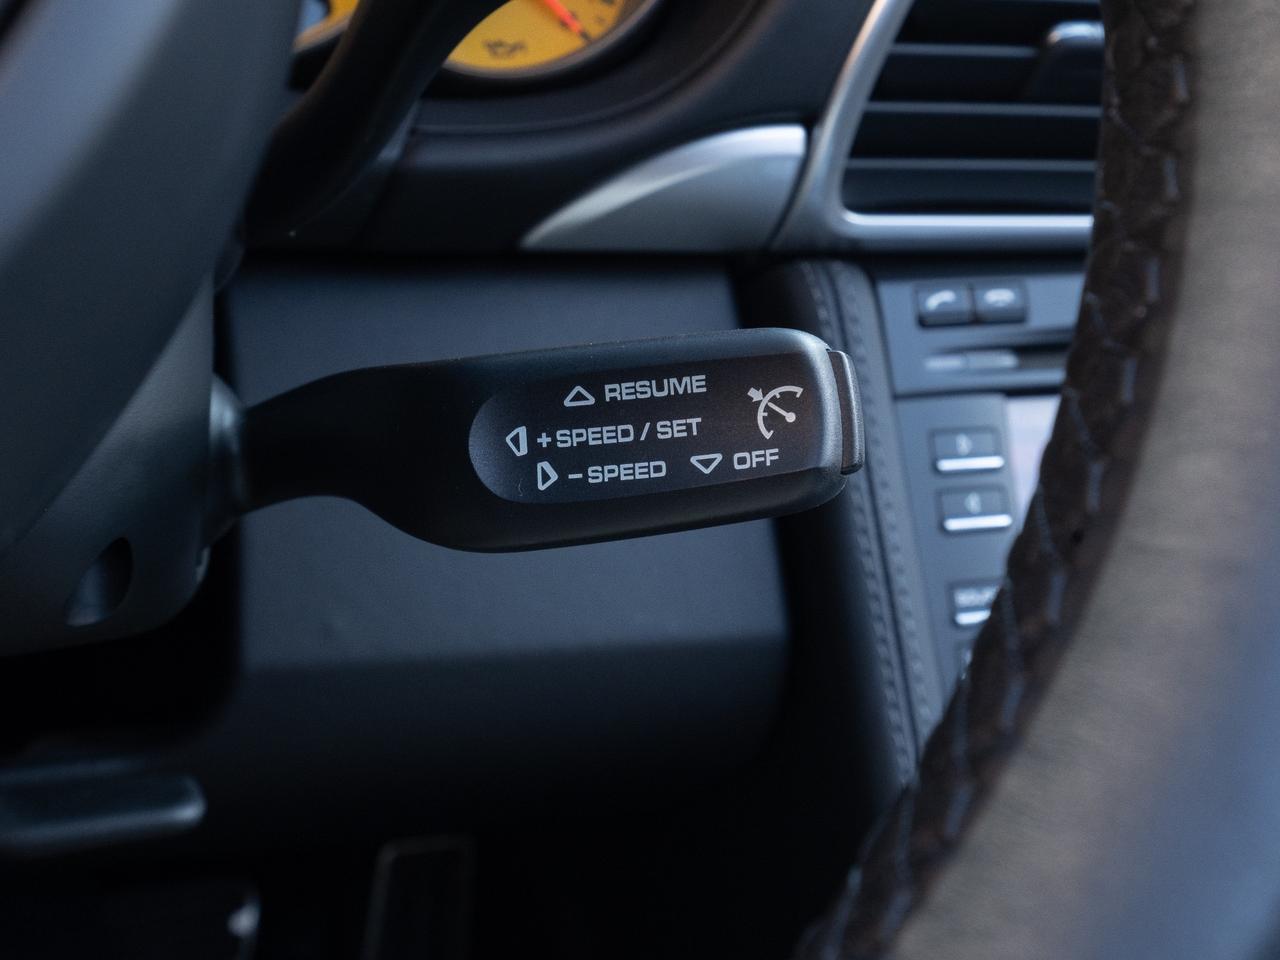 RESUME
+SPEED / SET
-SPEED OFF